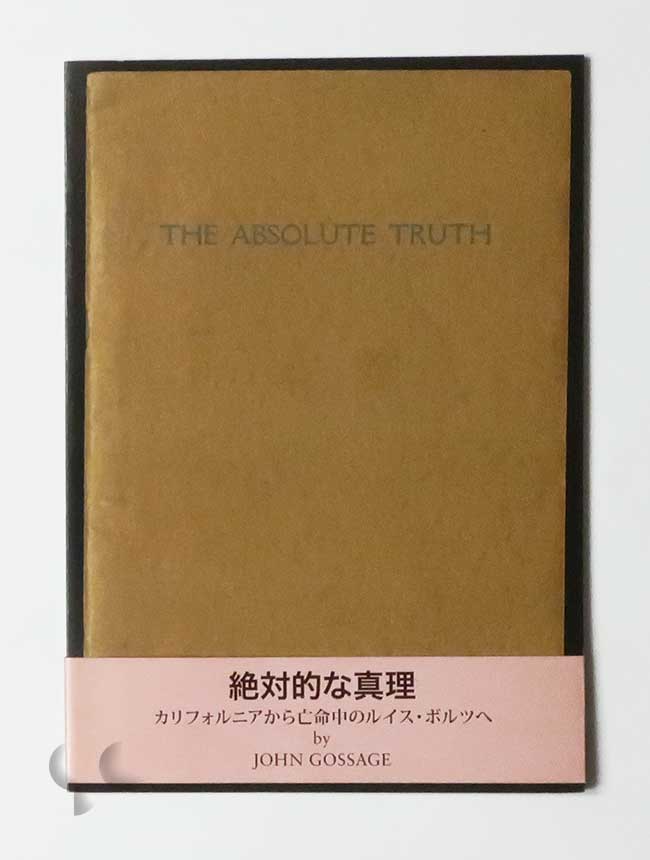 THE ABSOLUTE TRUTH
絶対的な真理
カリフォルニアから亡命中のルイス・ボルツへ
by
JOHN GOSSAGE